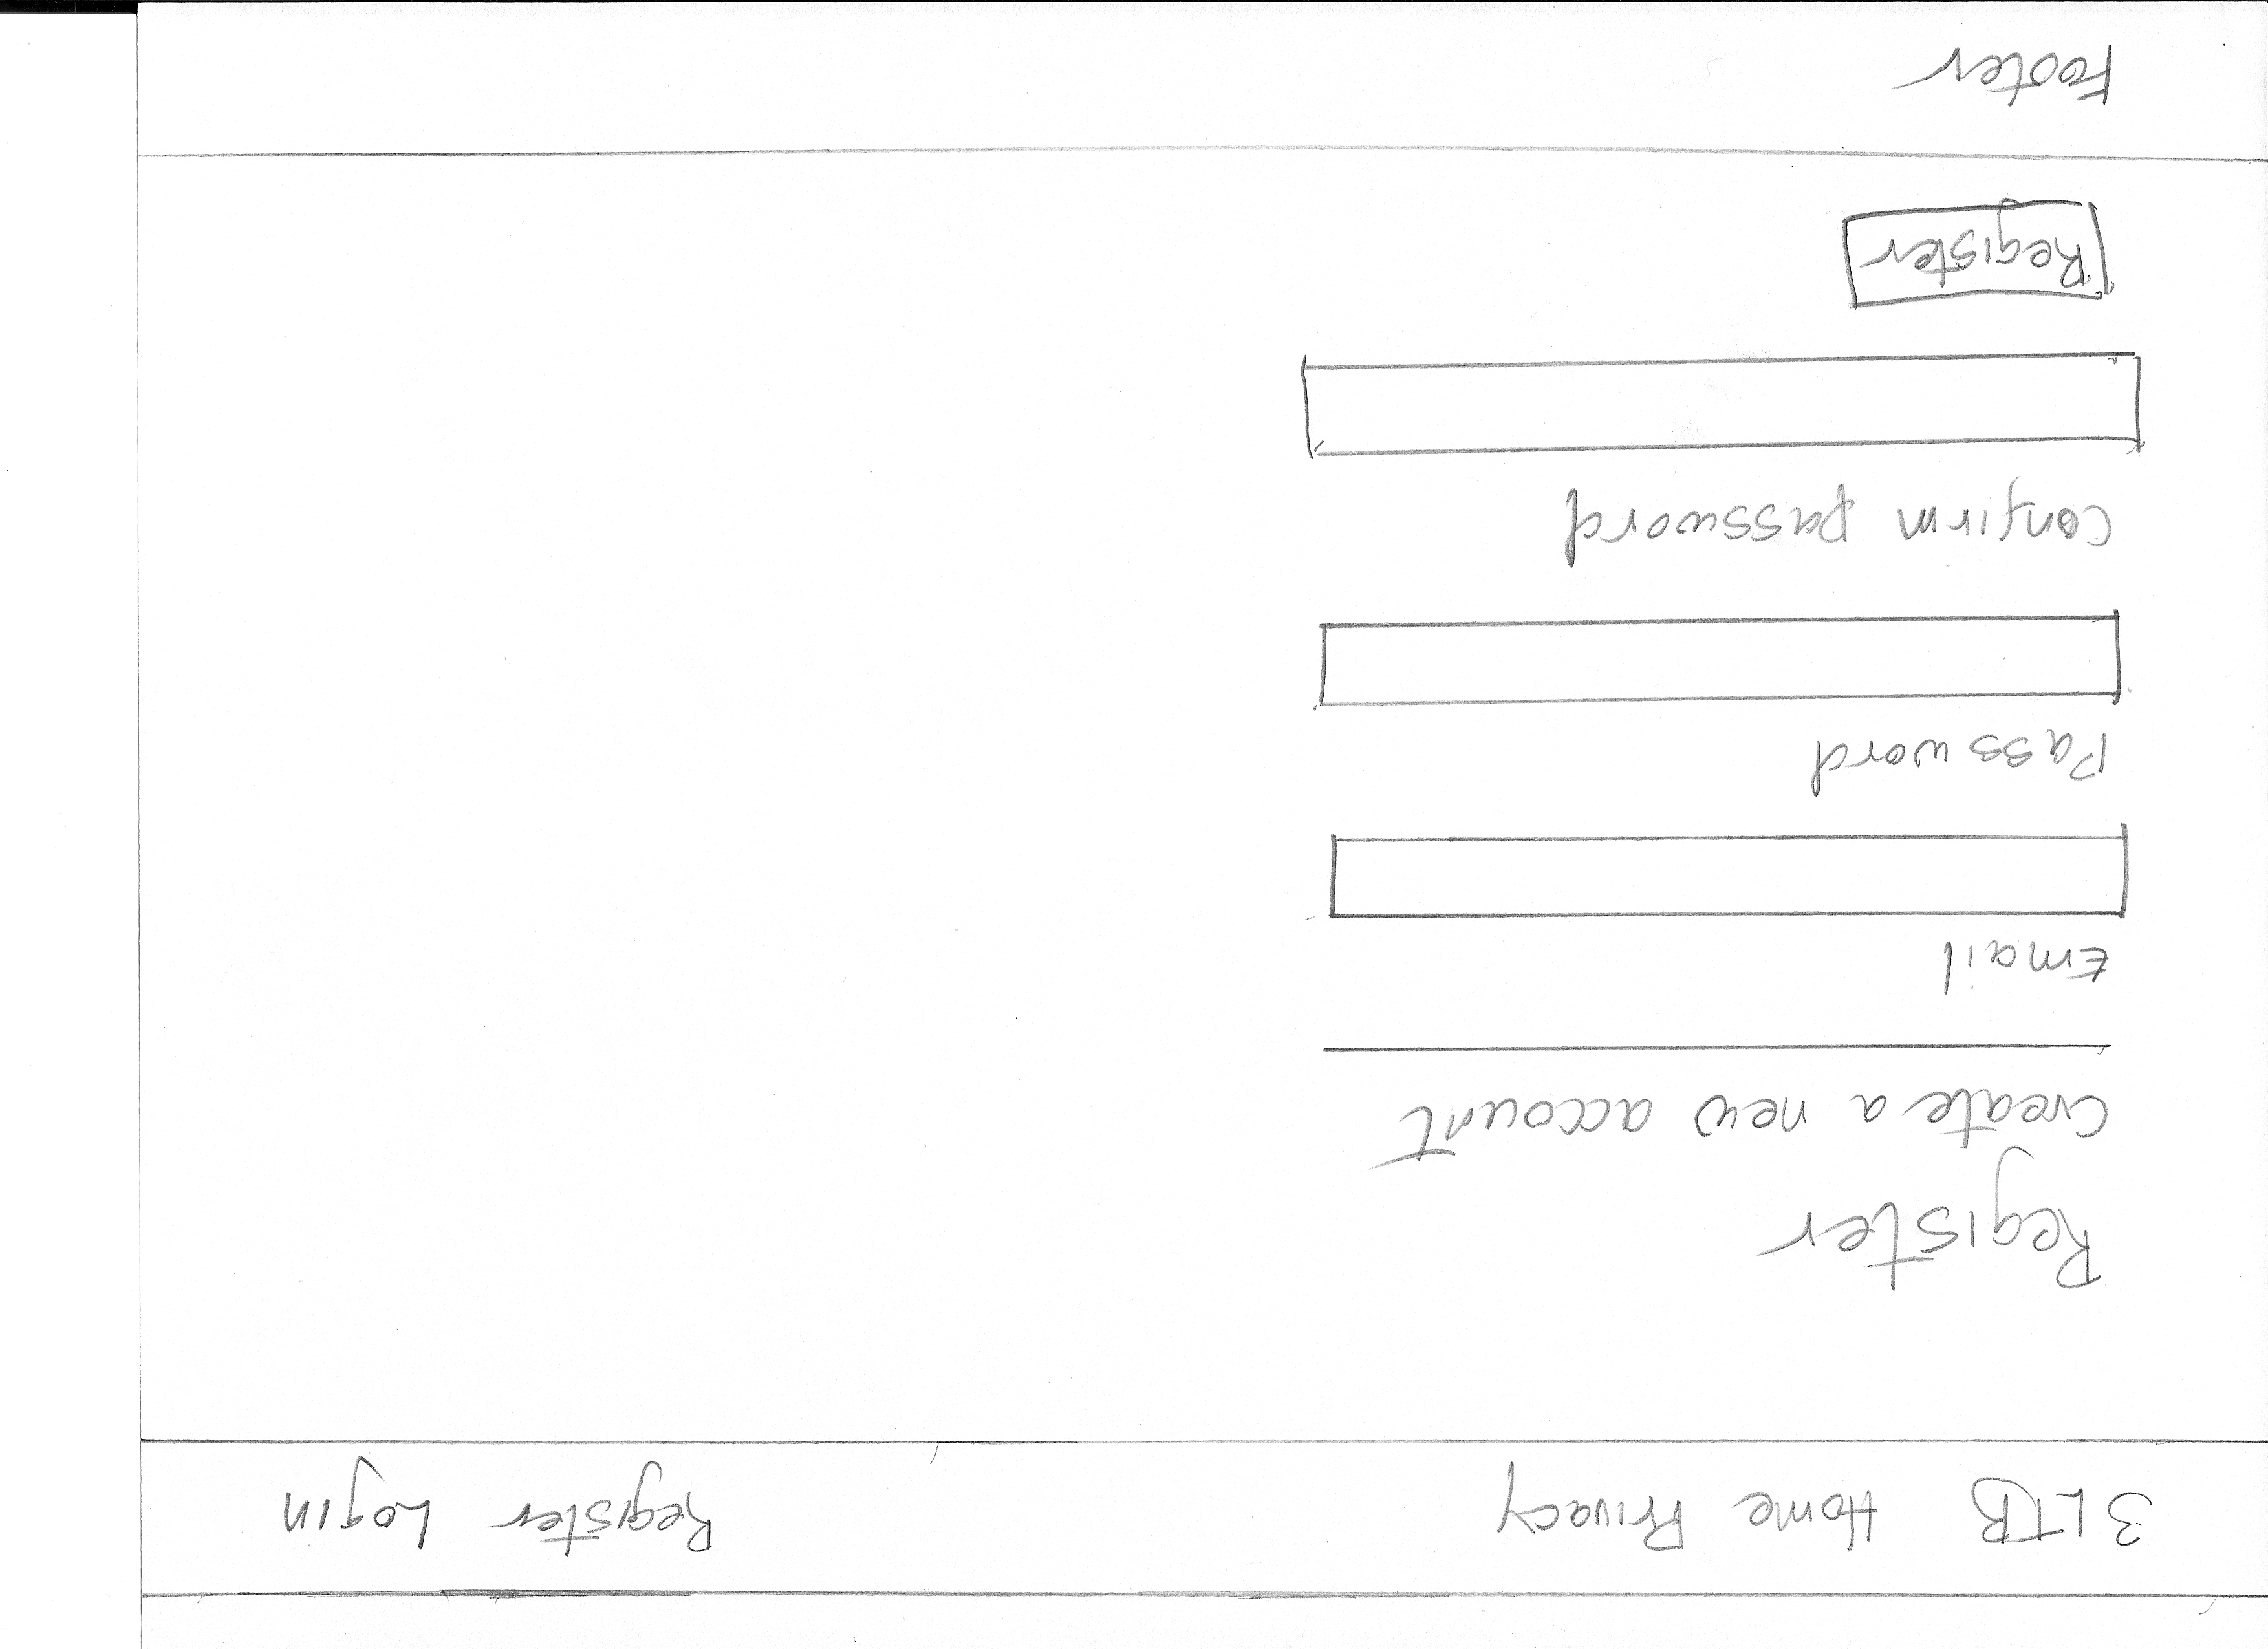 3LTB Home Privacy Register Login
Register
Create a new account
Email
Password
Confirm password
Register
Footer